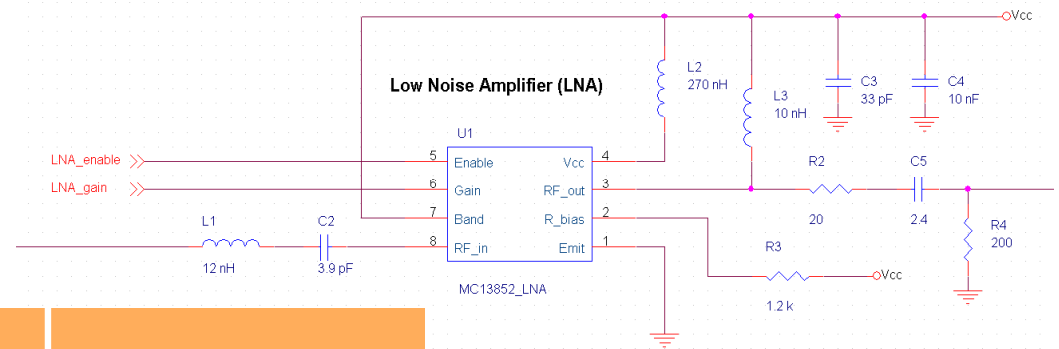 Vcc
L2
270 nH
C3
33 pF
C4
10 nF
Low Noise Amplifier (LNA)
L3
10 nH
U1
LNA_enable
5
Enable
Vcc
4
R2
C5
LNA_gain
6
Gain
RF_out
3
7
Band
R_bias
2
20
2.4
L1
C2
R4
200
8
RF_in
Emit
1
R3
12 nH
3.9 pF
Vcc
MC13852_LNA
1.2 k